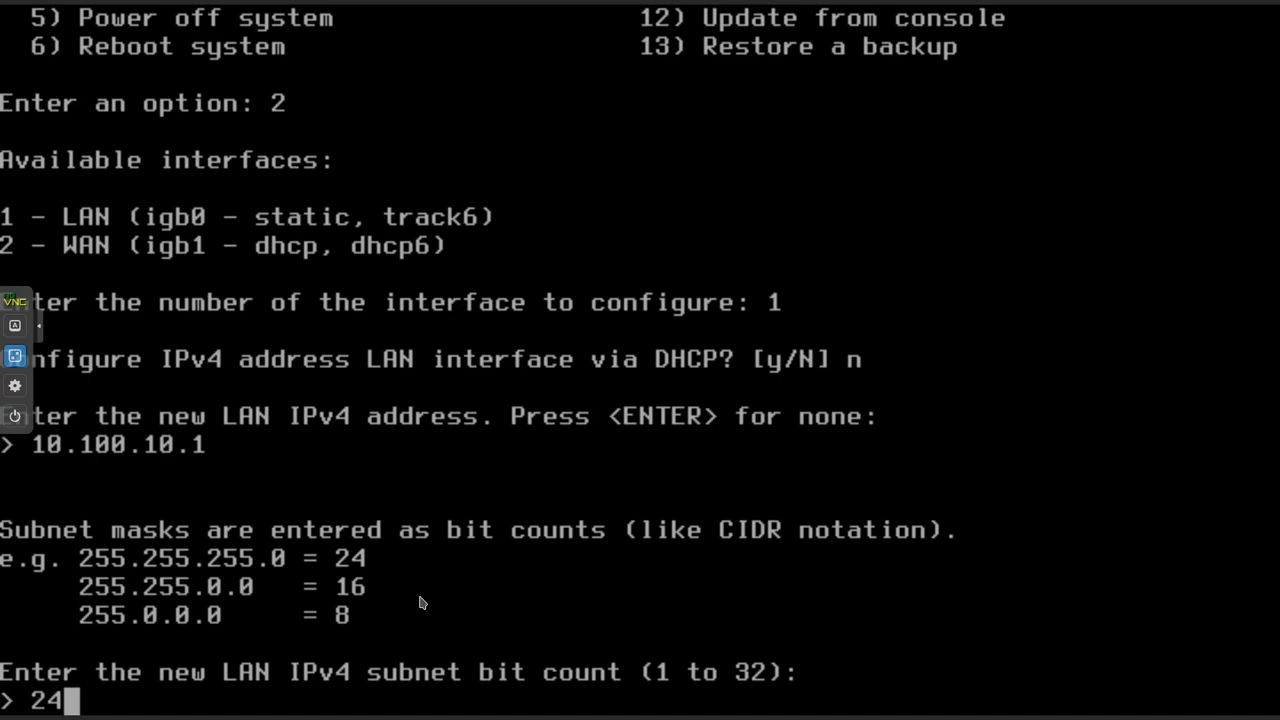 5) Power off system 12) Update from console
6) Reboot system 13) Restore a backup
Enter an option: 2
Available interfaces:
1 - LAN (igb0 - static, track6)
2 - WAN (igb1 - dhcp, dhcp6)
VNC
ter the number of the interface to configure: 1
A
nfigure IPv4 address LAN interface via DHCP? [y/N] n
ter the new LAN IPv4 address. Press <ENTER> for none:
> 10.100.10.1
Subnet masks are entered as bit counts (like CIDR notation).
e.g. 255.255.255.0 = 24
255.255.0.0 = 16
255.0.0.0 = 8
Enter the new LAN IPv4 subnet bit count (1 to 32):
> 24